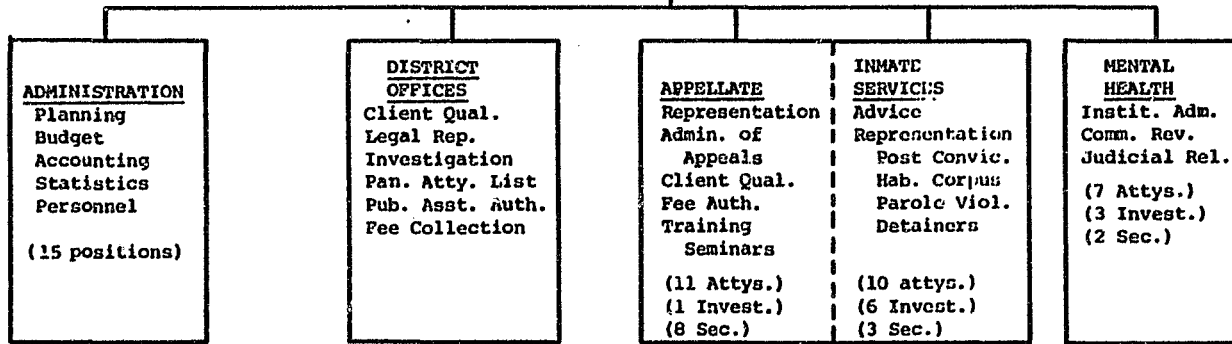 ADMINISTRATION
Planning
Budget
Accounting
Statistics
Personnel
(15 positions)
DISTRICT
OFFICES
Client Qual.
Legal Rep.
Investigation
Pan. Atty. List
Pub. Asst. Auth.
Fee Collection
APPELLATE
Representation
Admin. of
Appeals
Client Qual.
Fee Auth.
Training
Seminars
(11 Attys.)
(1 Invest.)
(8 Sec.)
INMATE
SERVICES
Advice
Representation
Post Convic.
Hab. Corpus
Parole Viol.
Detainers
(10 attys.)
(6 Invest.)
(3 Sec.)
MENTAL
HEALTH
Instit. Adm.
Comm. Rev.
Judicial Rel.
(7 Attys.)
(3 Invest.)
(2 Sec.)